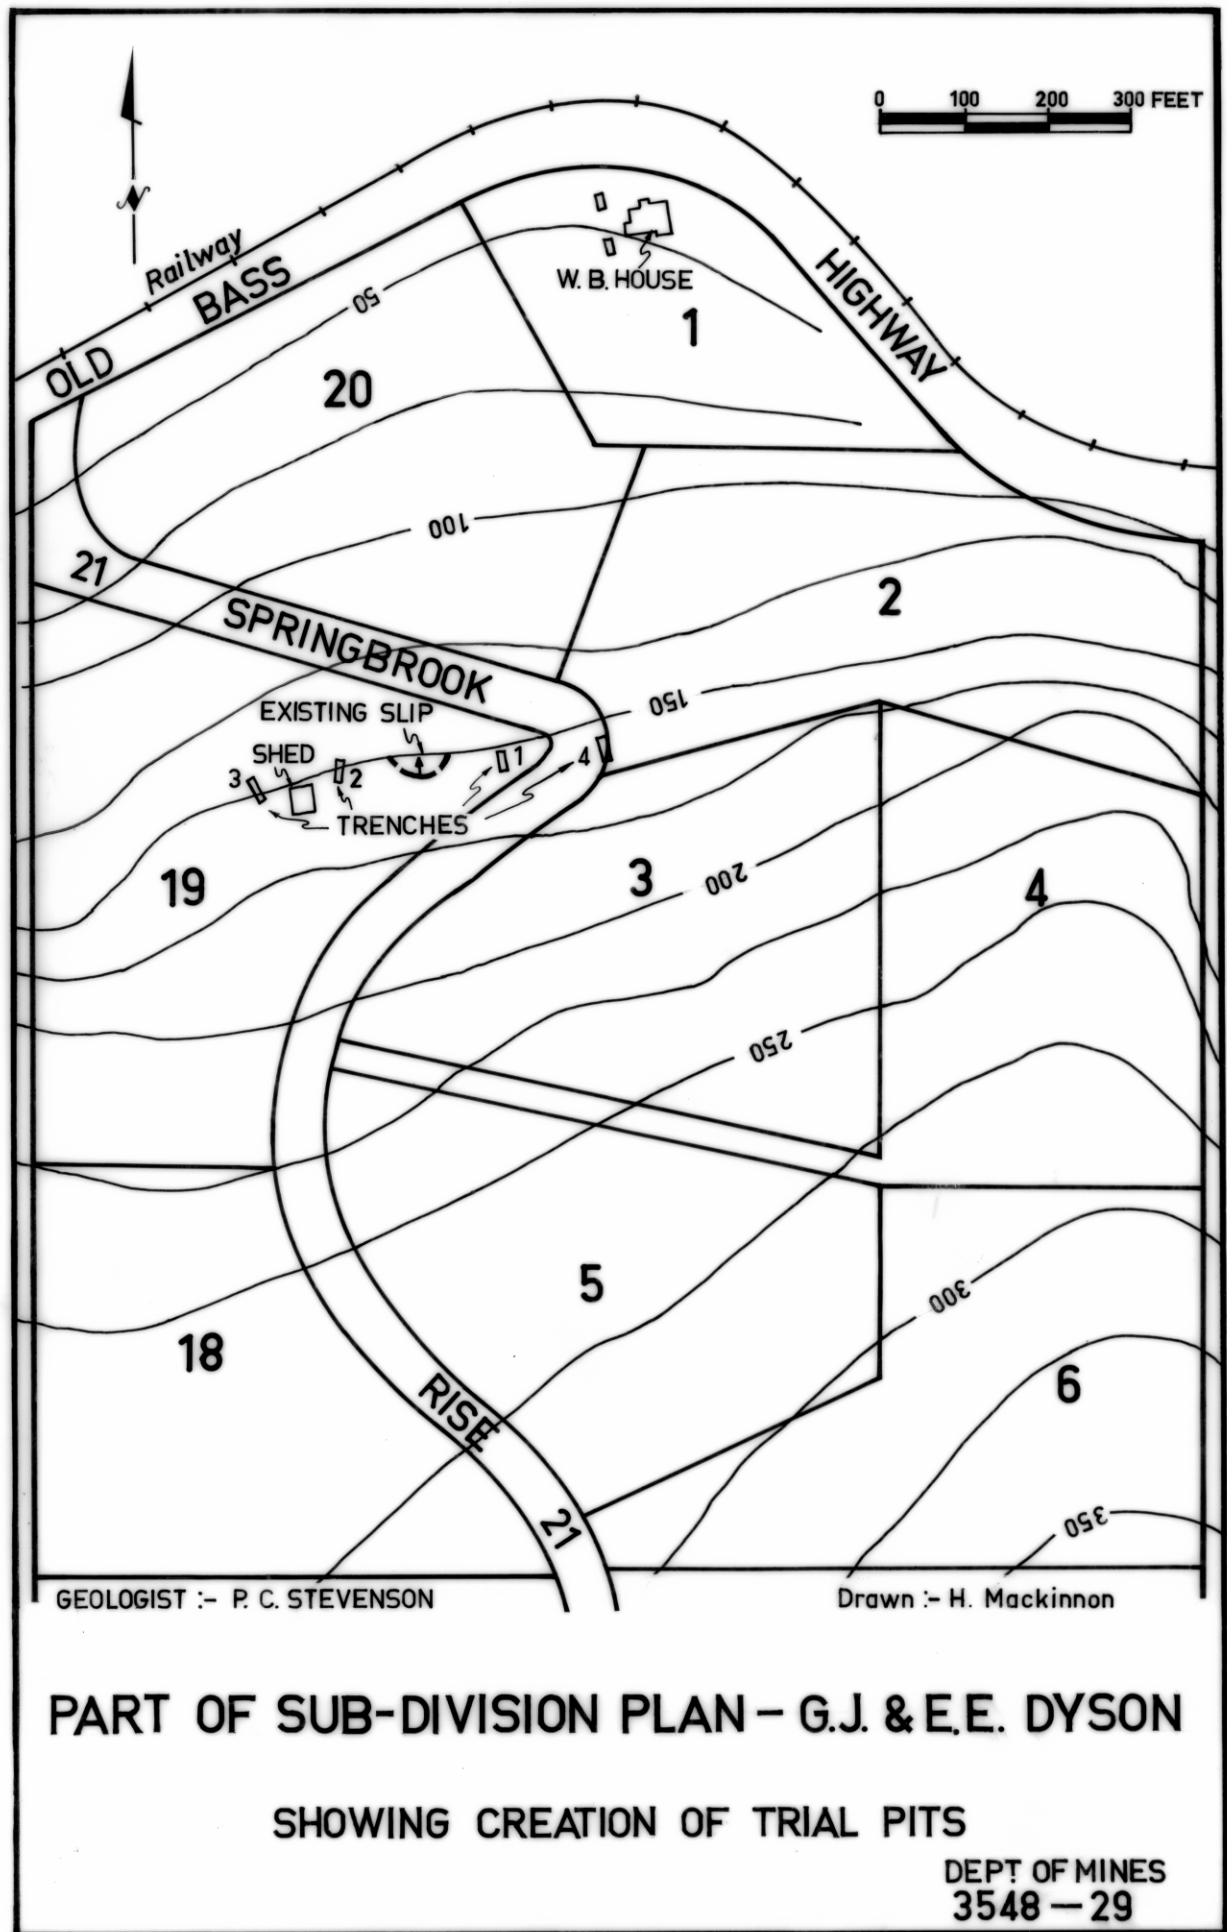 0 100 200 300 FEET
N
Railway
OLD BASS HIGHWAY
W. B. HOUSE
50
1
20
100
21
2
SPRINGBROOK
150
EXISTING SLIP
SHED
1
4
3
2
TRENCHES
19
3
200
4
250
5
300
18
6
RISE
21
350
GEOLOGIST :- P. C. STEVENSON
Drawn :- H. Mackinnon
PART OF SUB-DIVISION PLAN - G.J. & E.E. DYSON
SHOWING CREATION OF TRIAL PITS
DEPT OF MINES
3548 - 29